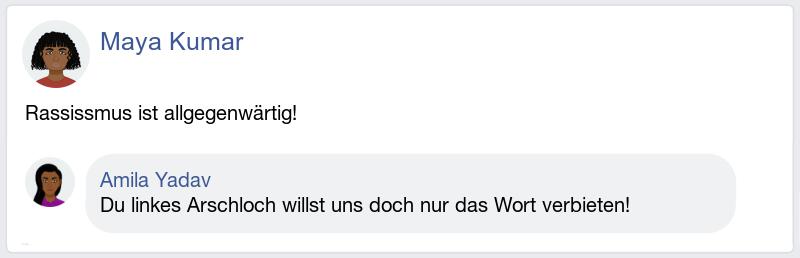 Maya Kumar
Rassissmus ist allgegenwärtig!
Amila Yadav
Du linkes Arschloch willst uns doch nur das Wort verbieten!